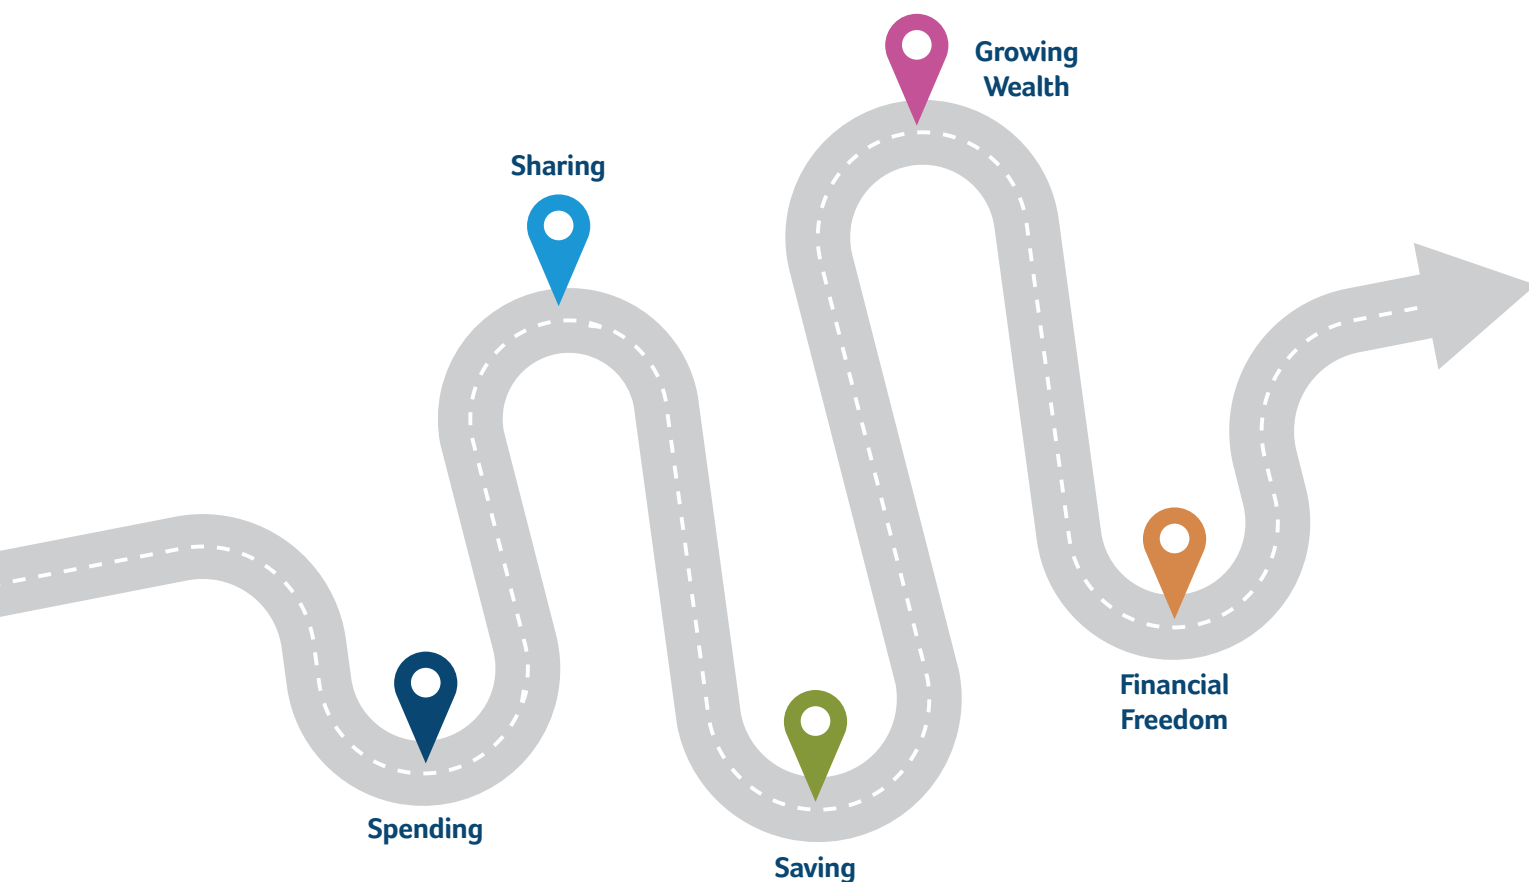 Growing
Wealth
Sharing
Financial
Freedom
Spending
Saving